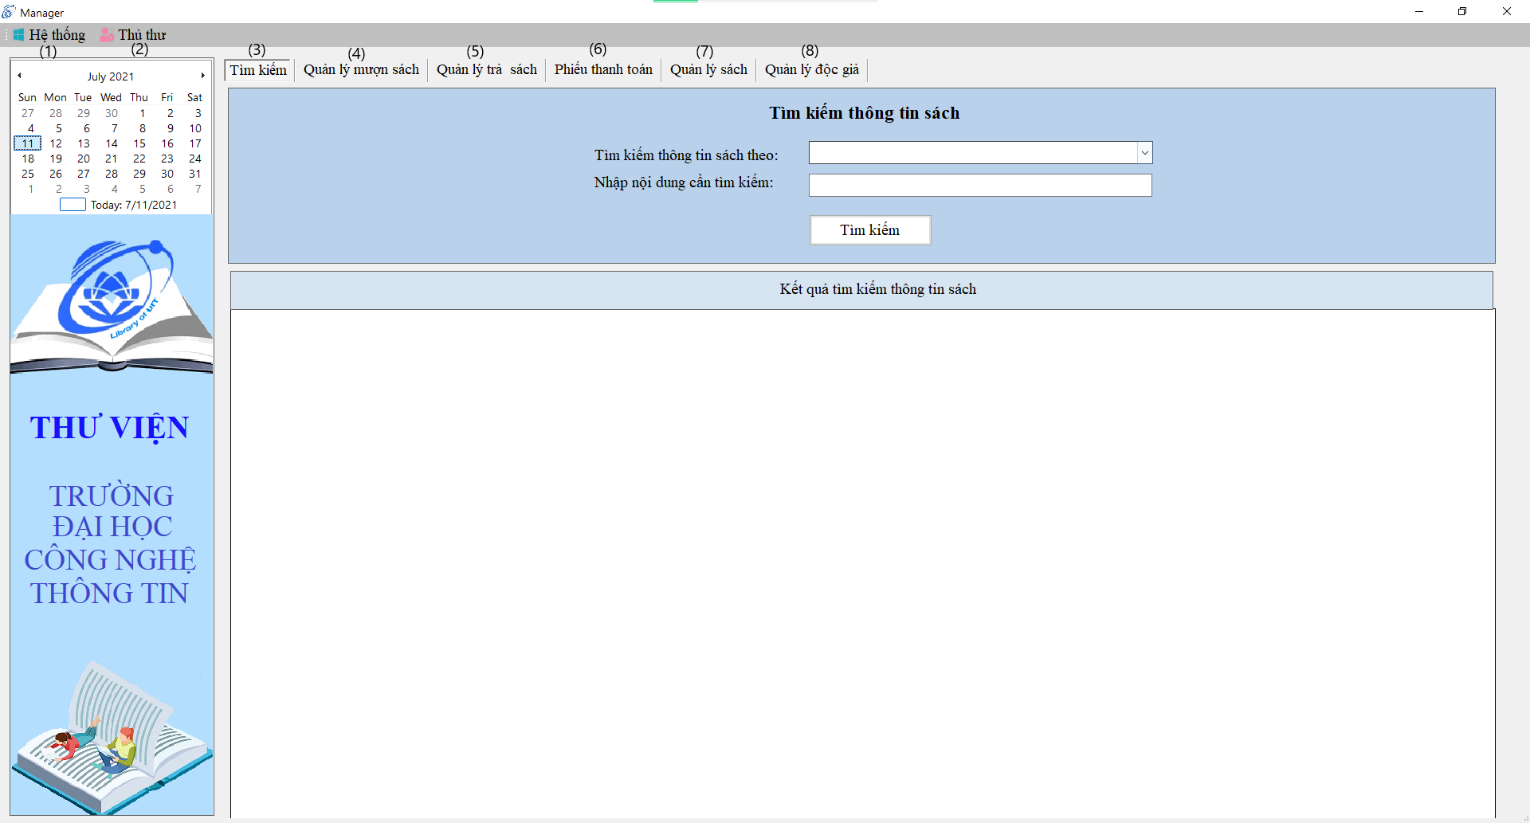 Manager
Hệ thống Thủ thư
(1) (2) (3) (4) (5) (6) (7) (8)
Tìm kiếm Quản lý mượn sách Quản lý trả sách Phiếu thanh toán Quản lý sách Quản lý độc giả
July 2021
Sun Mon Tue Wed Thu Fri Sat
27 28 29 30 1 2 3
4 5 6 7 8 9 10
11 12 13 14 15 16 17
18 19 20 21 22 23 24
25 26 27 28 29 30 31
1 2 3 4 5 6 7
Today: 7/11/2021
Library of UIT
THƯ VIỆN
TRƯỜNG
ĐẠI HỌC
CÔNG NGHỆ
THÔNG TIN
Tìm kiếm thông tin sách
Tìm kiếm thông tin sách theo:
Nhập nội dung cần tìm kiếm:
Tìm kiếm
Kết quả tìm kiếm thông tin sách